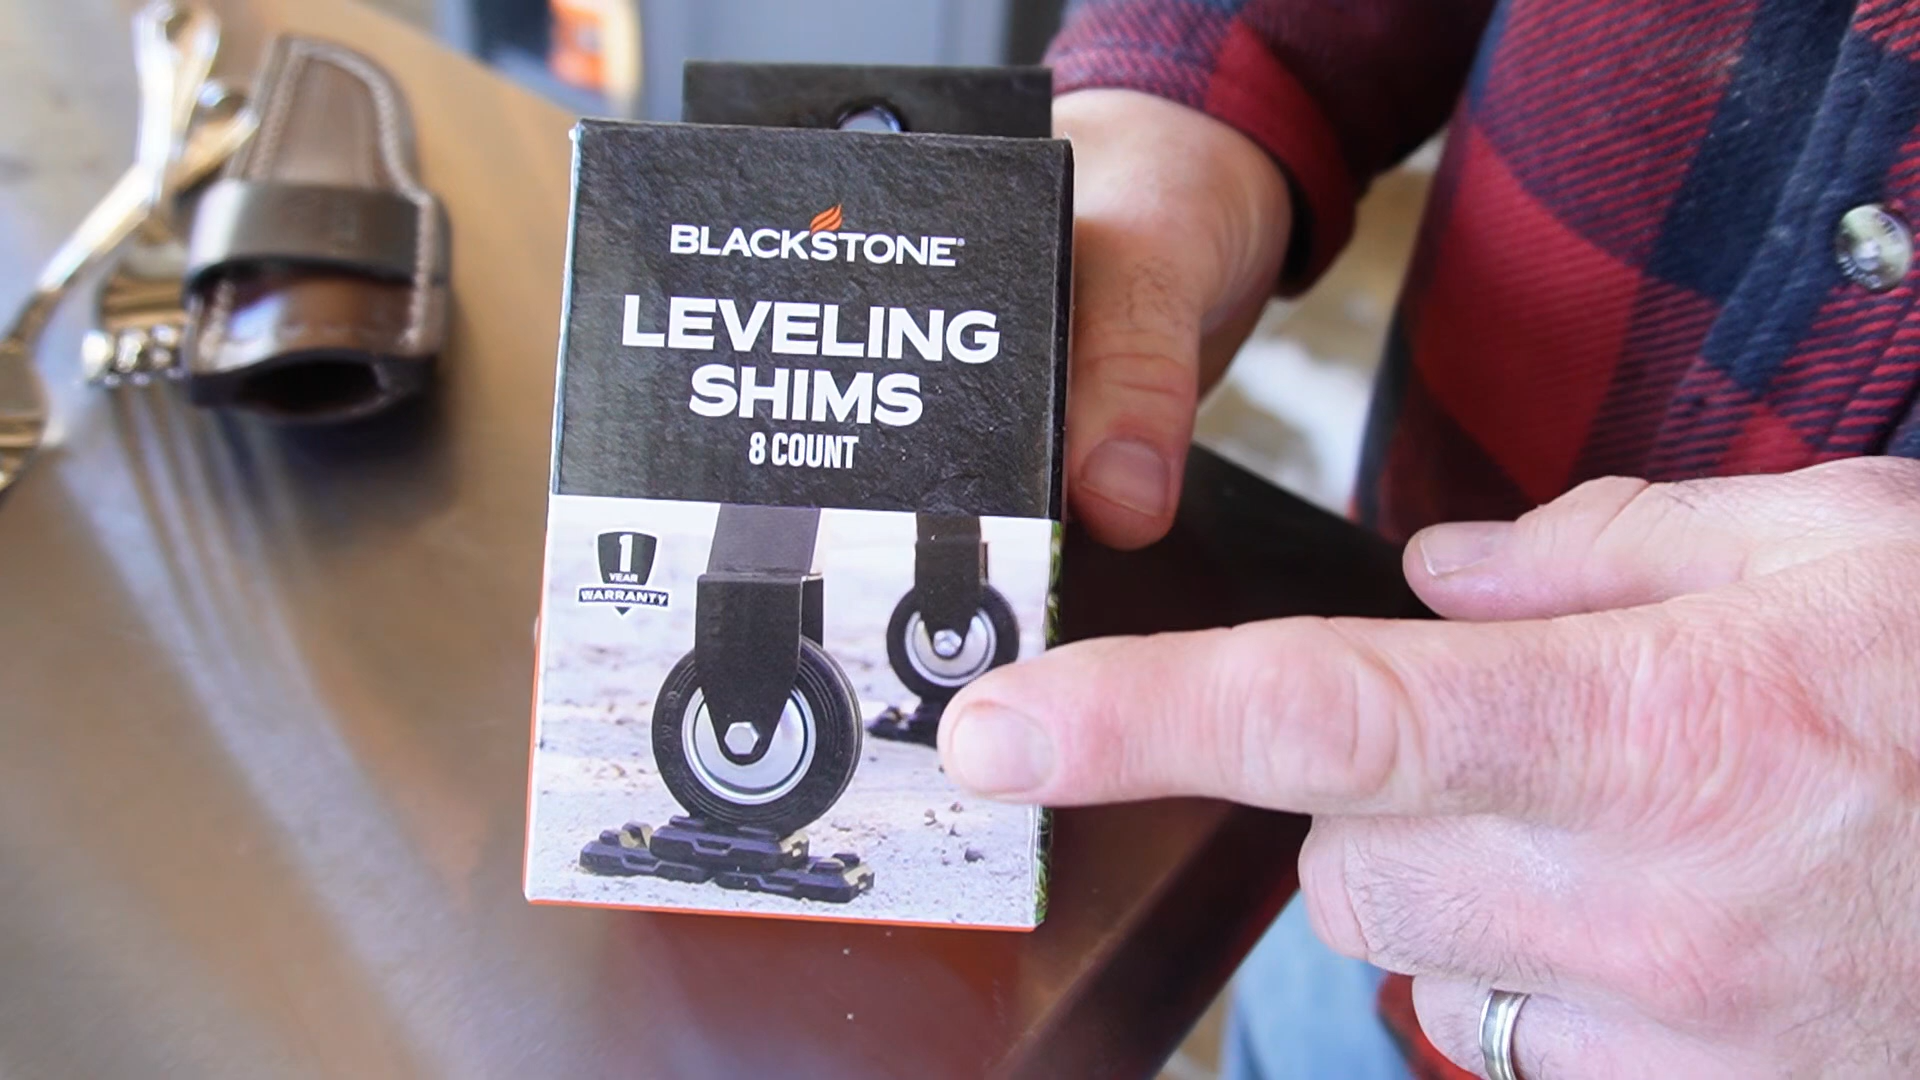 BLACKSTONE®
LEVELING
SHIMS
8 COUNT
1
YEAR
WARRANTY